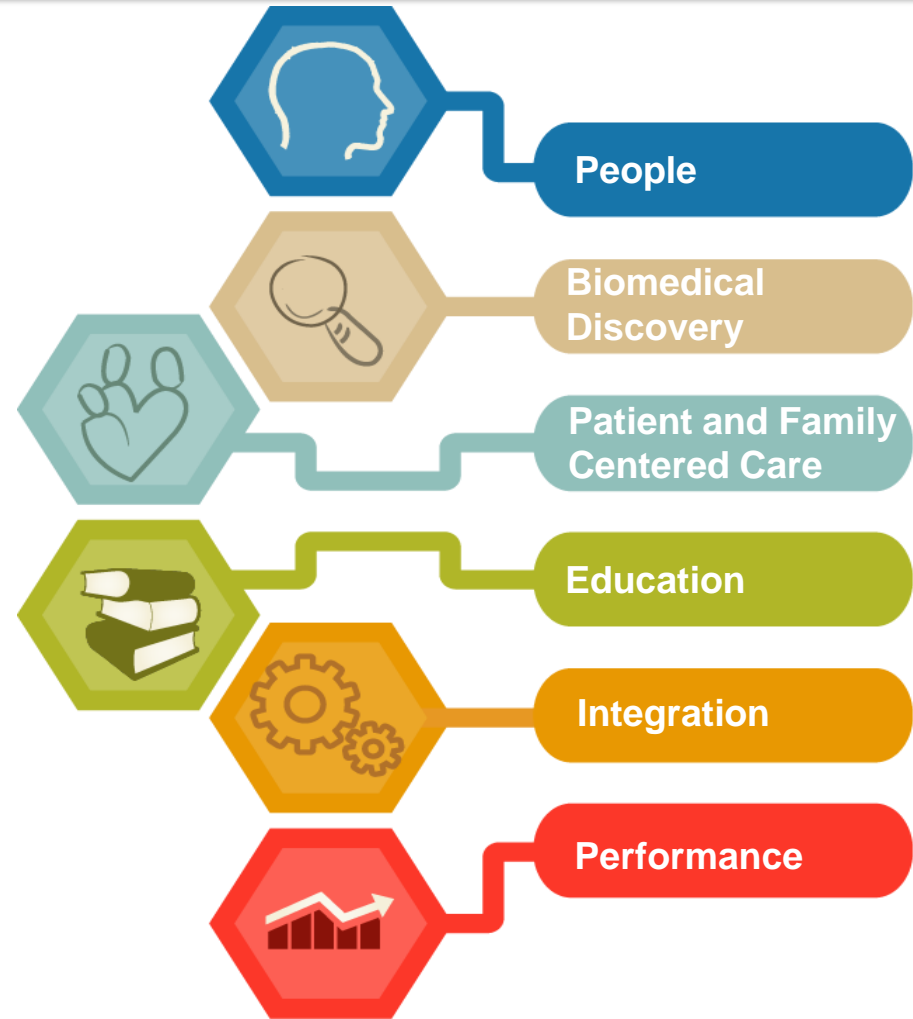 People
Biomedical
Discovery
Patient and Family
Centered Care
Education
Integration
Performance